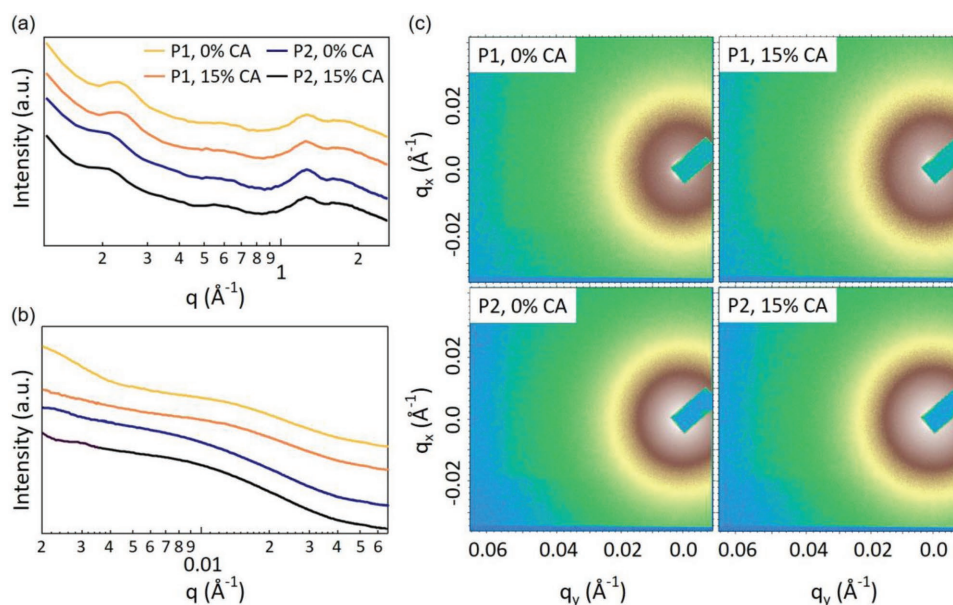 (a)
P1, 0% CA P2, 0% CA
P1, 15% CA P2, 15% CA
Intensity (a.u.)
2 3 4 5 6 7 8 9 1 2
q (Å⁻¹)
(b)
Intensity (a.u.)
2 3 4 5 6 7 8 9 0.01 2 3 4 5 6
q (Å⁻¹)
(c)
P1, 0% CA P1, 15% CA
qₓ (Å⁻¹)
0.02
0.0
-0.02
P2, 0% CA P2, 15% CA
qₓ (Å⁻¹)
0.02
0.0
-0.02
0.06 0.04 0.02 0.0 0.06 0.04 0.02 0.0
q_y (Å⁻¹) q_y (Å⁻¹)